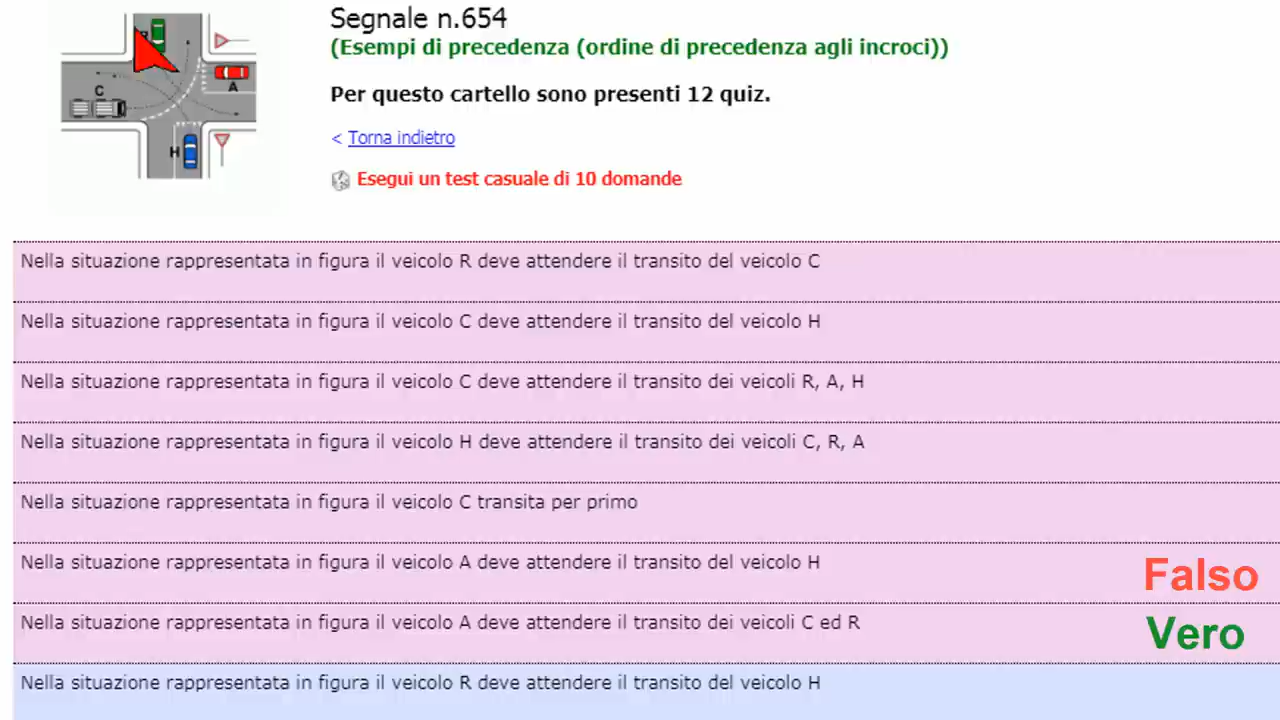 Segnale n.654
(Esempi di precedenza (ordine di precedenza agli incroci))
Per questo cartello sono presenti 12 quiz.
< Torna indietro
Esegui un test casuale di 10 domande
C
A
H
Nella situazione rappresentata in figura il veicolo R deve attendere il transito del veicolo C
Nella situazione rappresentata in figura il veicolo C deve attendere il transito del veicolo H
Nella situazione rappresentata in figura il veicolo C deve attendere il transito dei veicoli R, A, H
Nella situazione rappresentata in figura il veicolo H deve attendere il transito dei veicoli C, R, A
Nella situazione rappresentata in figura il veicolo C transita per primo
Nella situazione rappresentata in figura il veicolo A deve attendere il transito del veicolo H
Falso
Nella situazione rappresentata in figura il veicolo A deve attendere il transito dei veicoli C ed R
Vero
Nella situazione rappresentata in figura il veicolo R deve attendere il transito del veicolo H